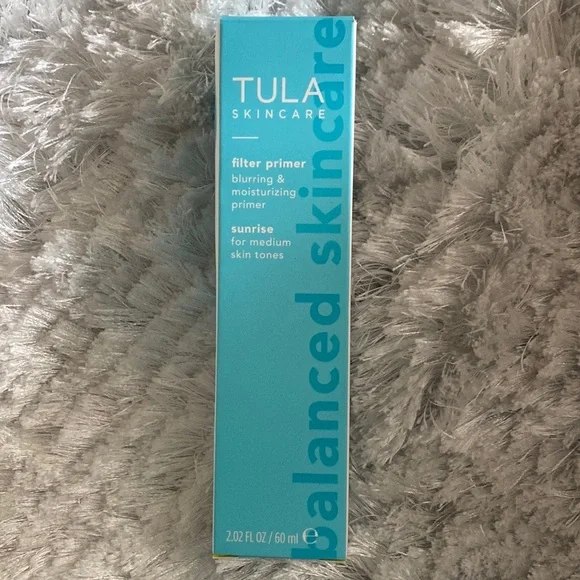 TULA
SKINCARE
filter primer
blurring &
moisturizing
primer
sunrise
for medium
skin tones
balanced skincare
2.02 FL OZ / 60 ml ℮